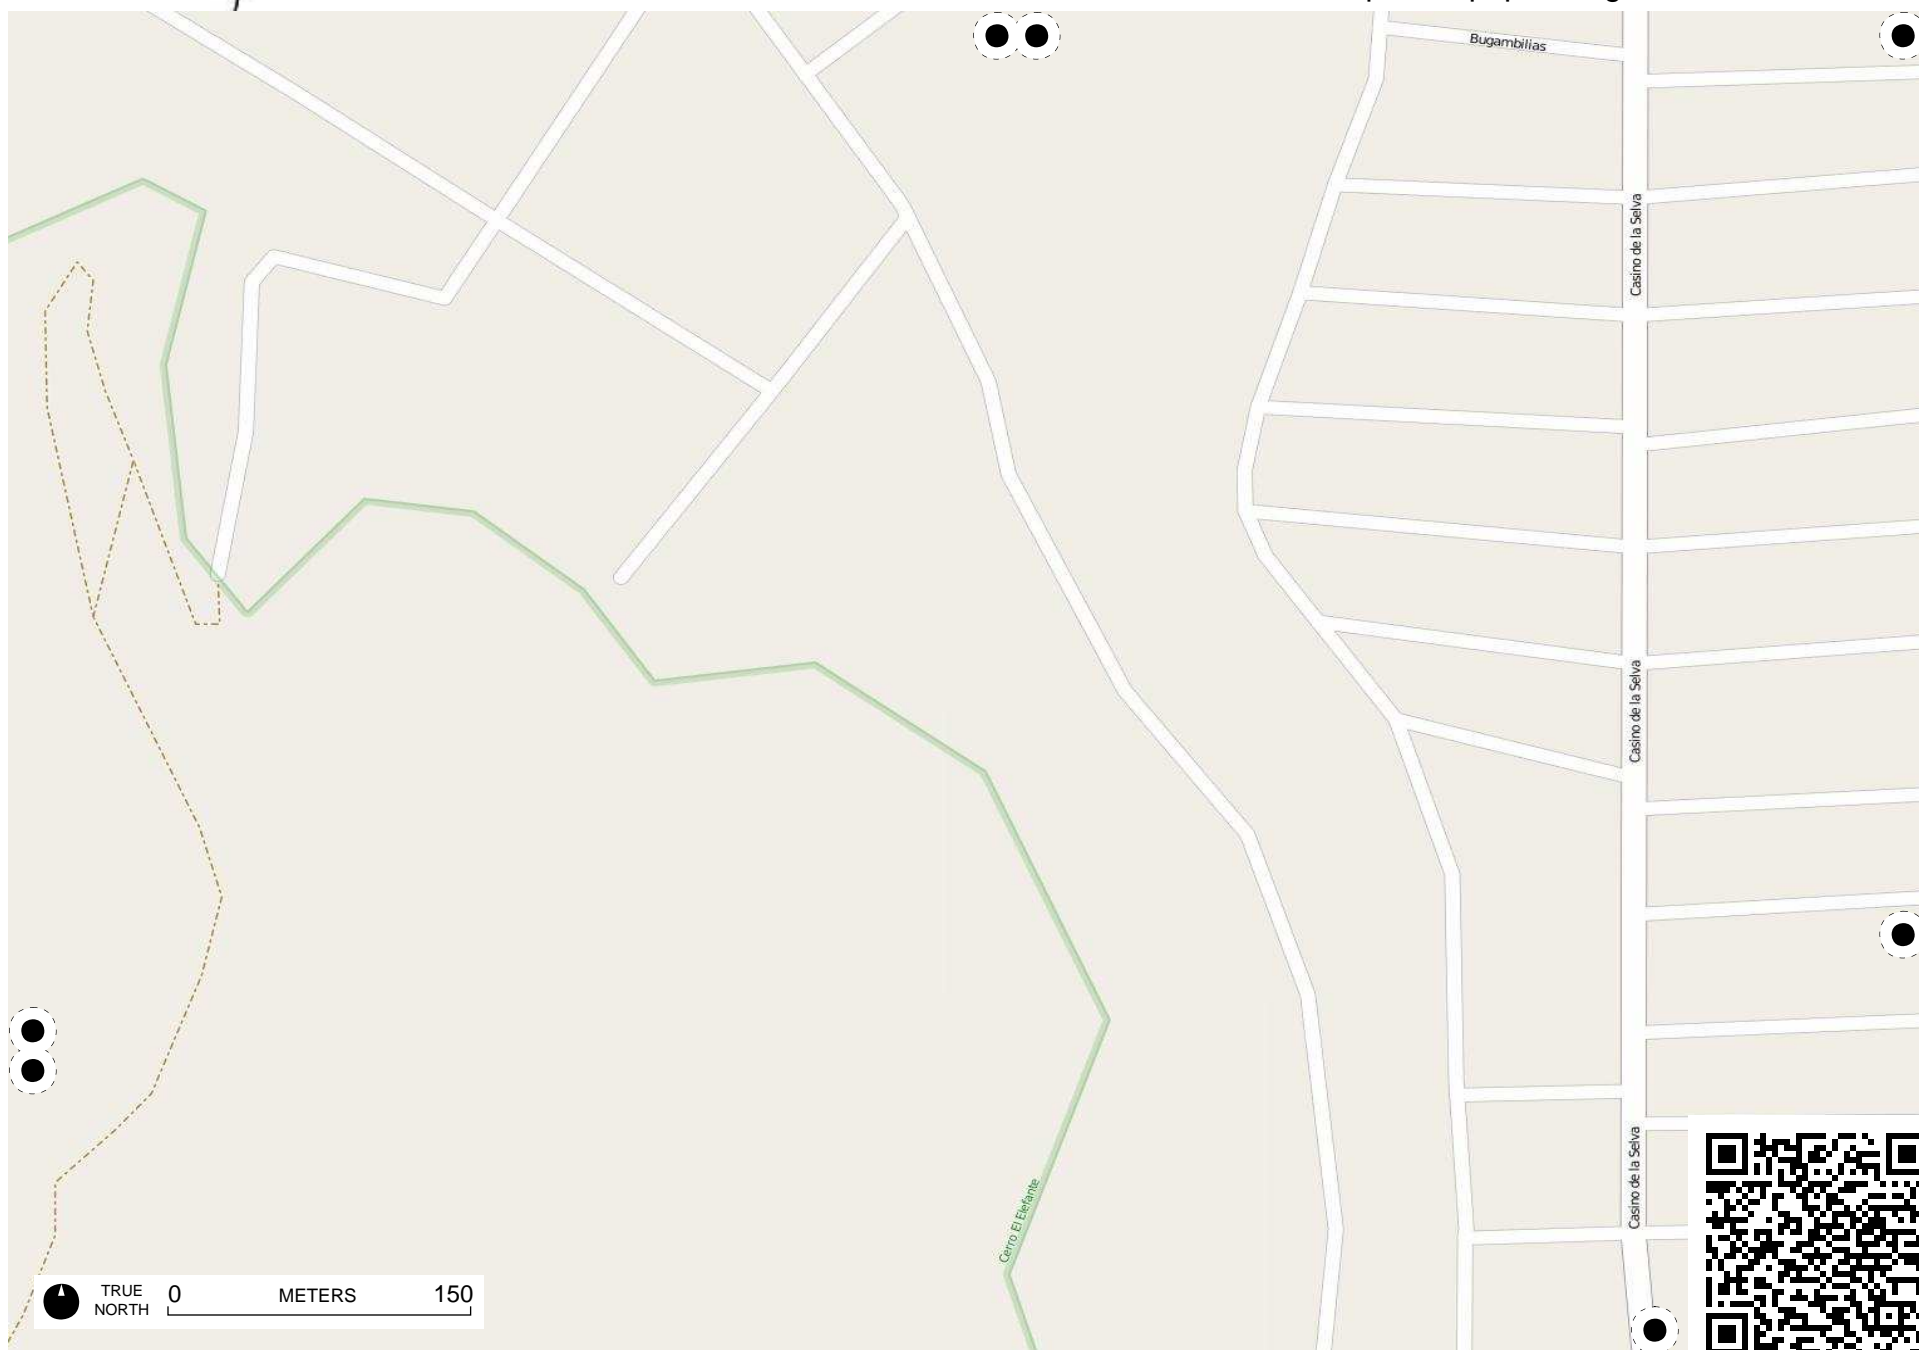 Bugambilias
Casino de la Selva
Casino de la Selva
Casino de la Selva
Cerro El Elefante
TRUE
NORTH
0 METERS 150